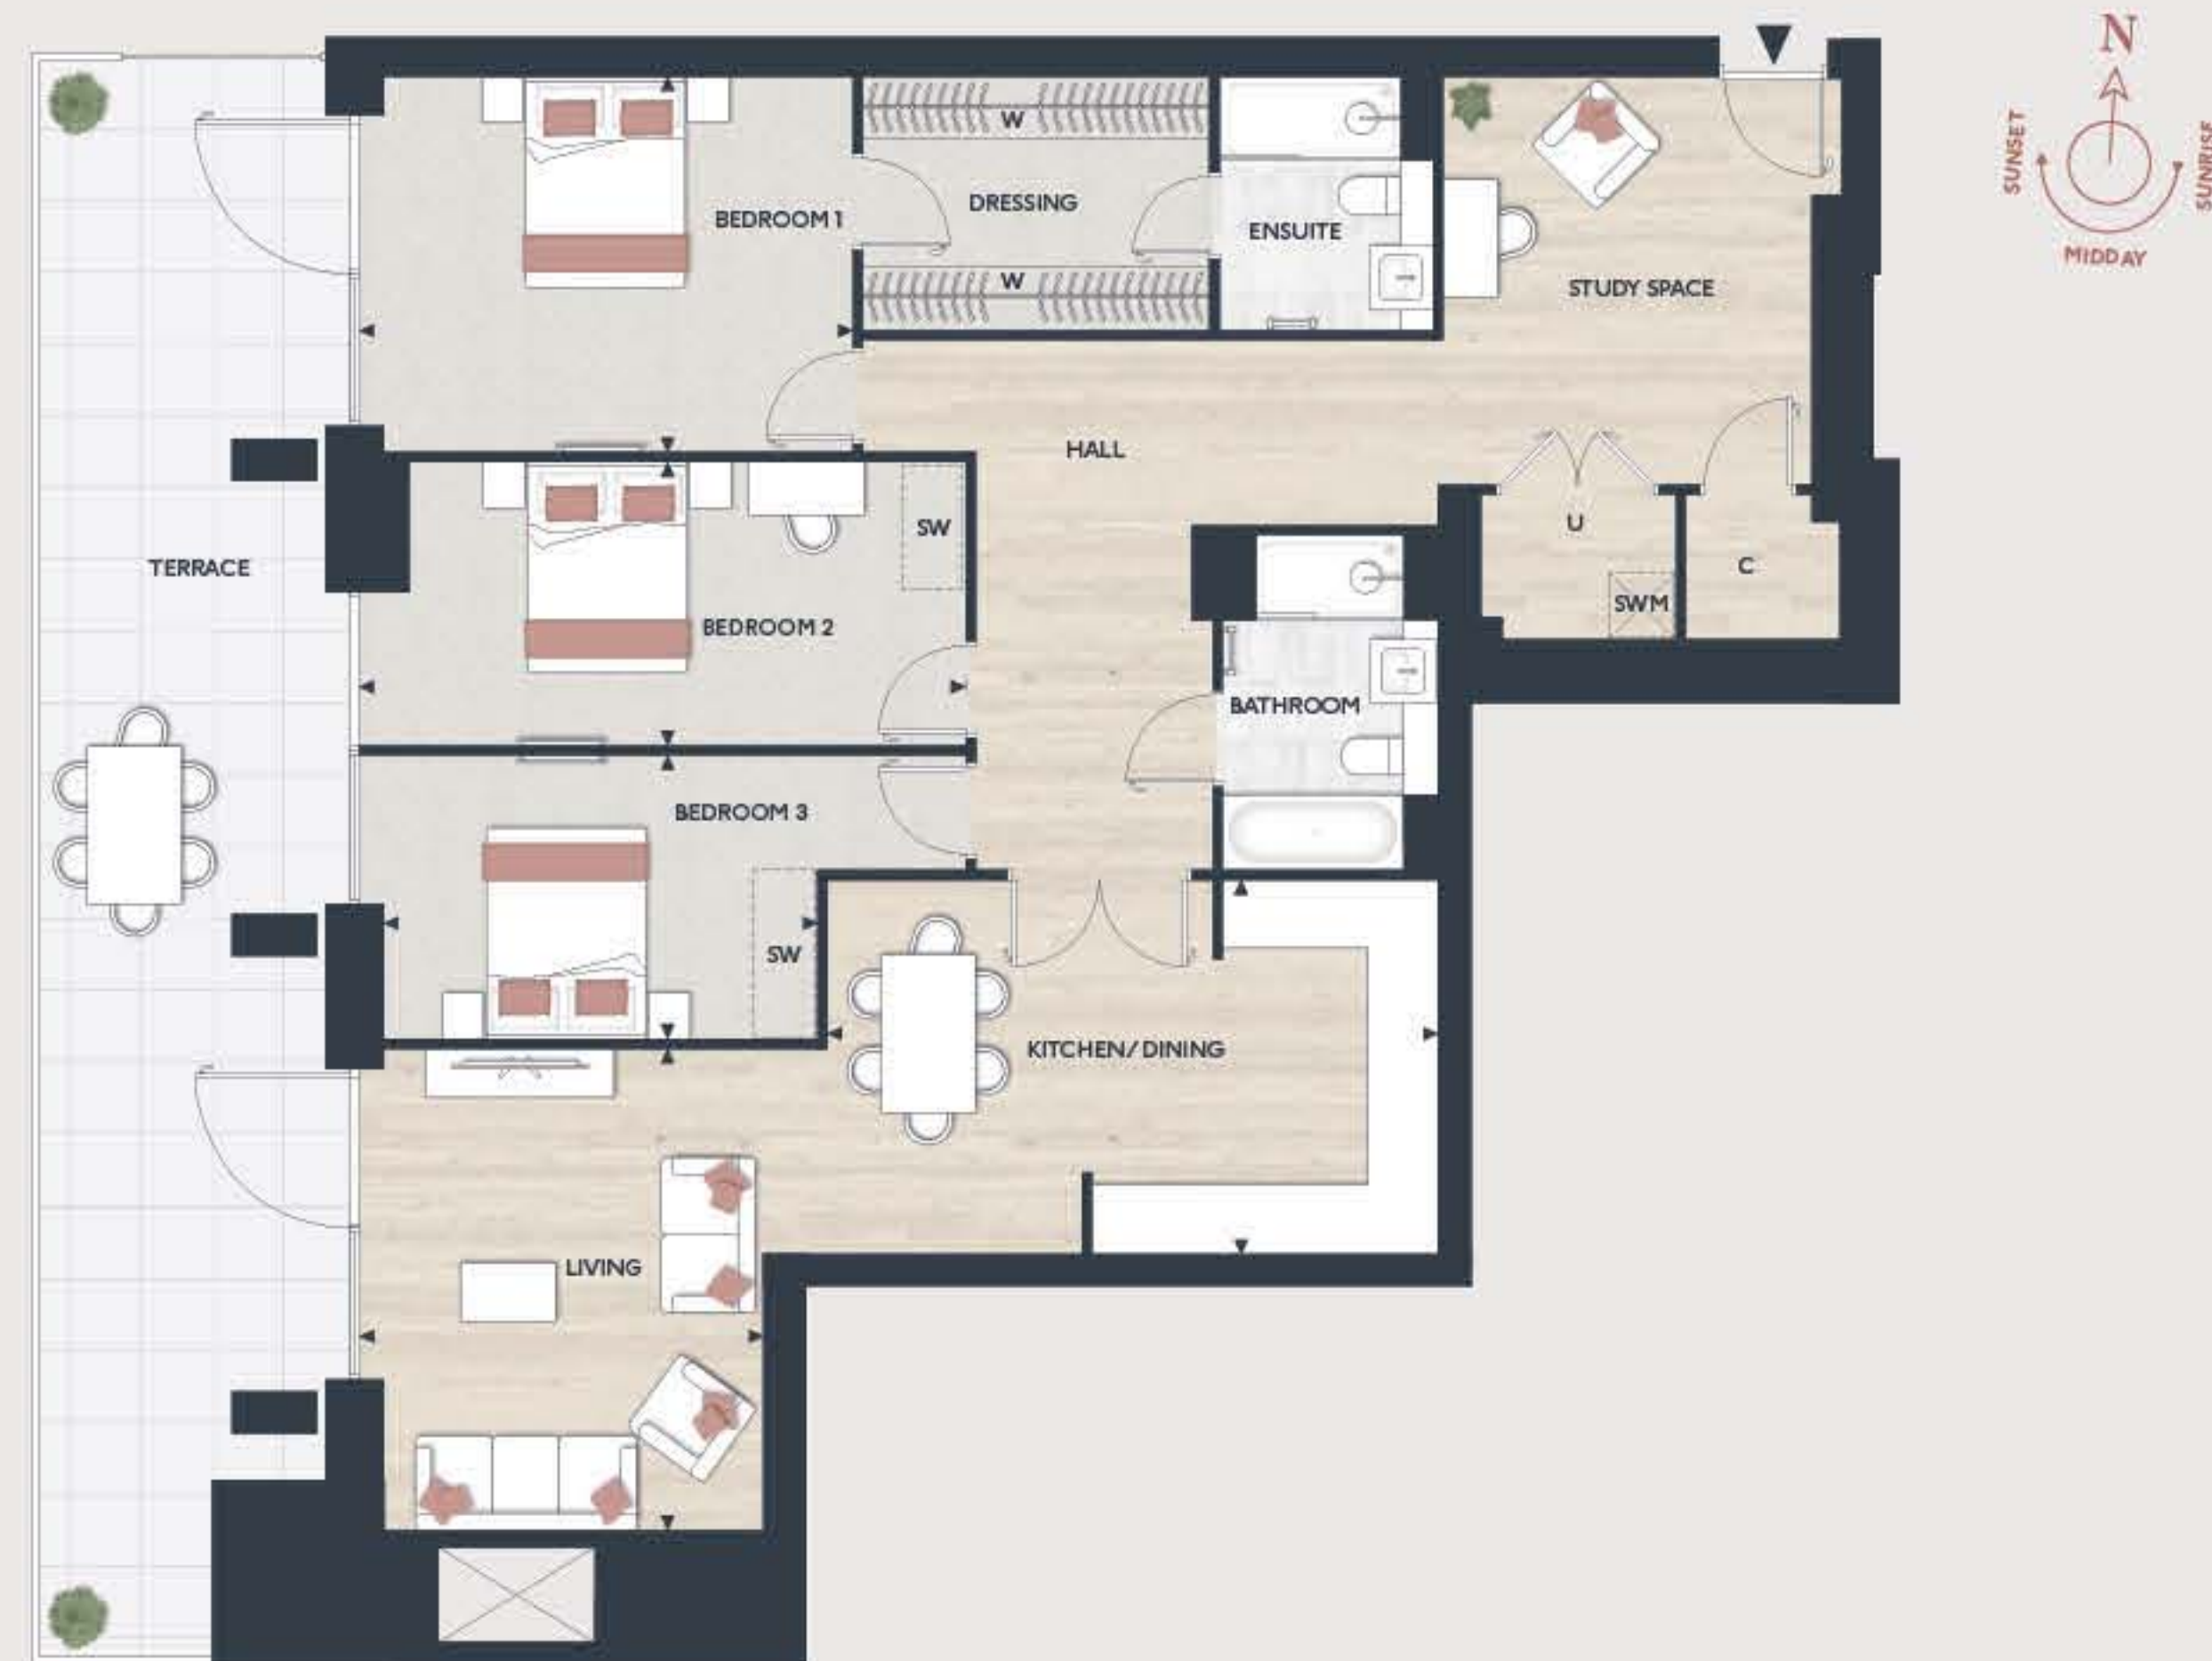 N
SUNSET
SUNRISE
MIDDAY
W
DRESSING
BEDROOM 1
ENSUITE
W
STUDY SPACE
HALL
U
SW
TERRACE
C
SWM
BEDROOM 2
BATHROOM
BEDROOM 3
SW
KITCHEN/ DINING
LIVING